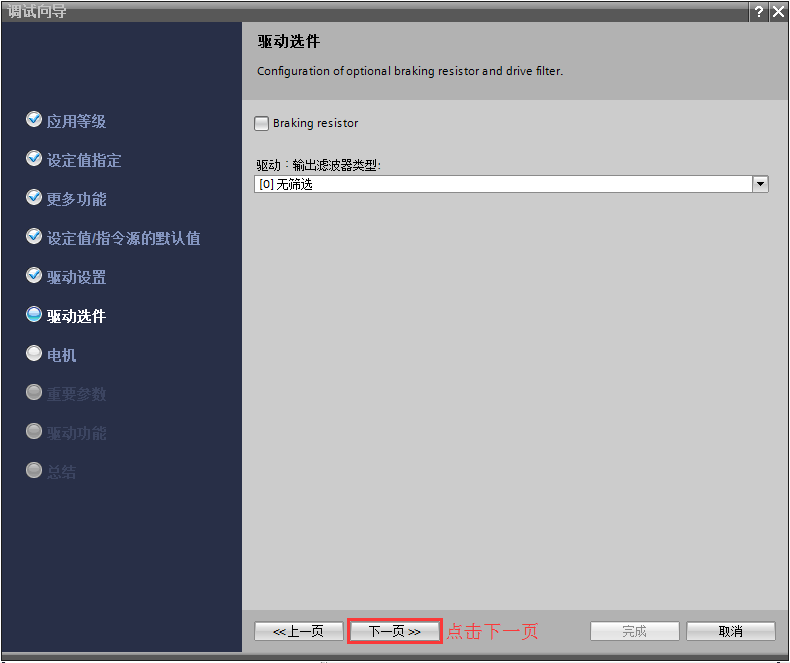 调试向导
驱动选件
Configuration of optional braking resistor and drive filter.
应用等级
设定值指定
更多功能
设定值/指令源的默认值
驱动设置
驱动选件
电机
重要参数
驱动功能
总结
Braking resistor
驱动：输出滤波器类型:
[0] 无筛选
<<上一页
下一页 >>
点击下一页
完成
取消